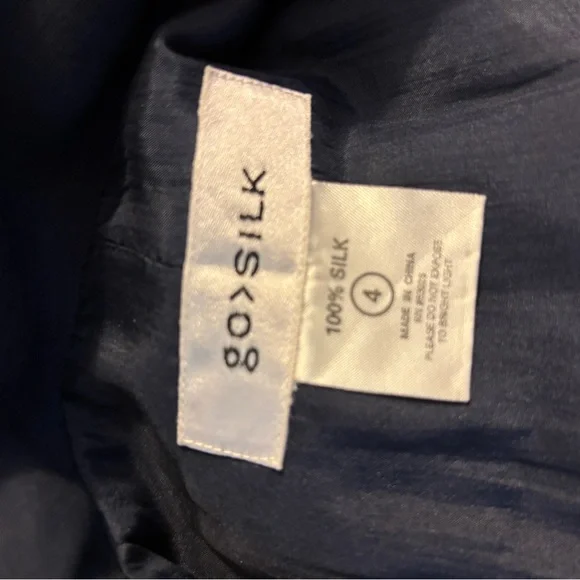 go>SILK
100% SILK
4
MADE IN CHINA
PLEASE DO NOT EXPOSE
TO BRIGHT LIGHT